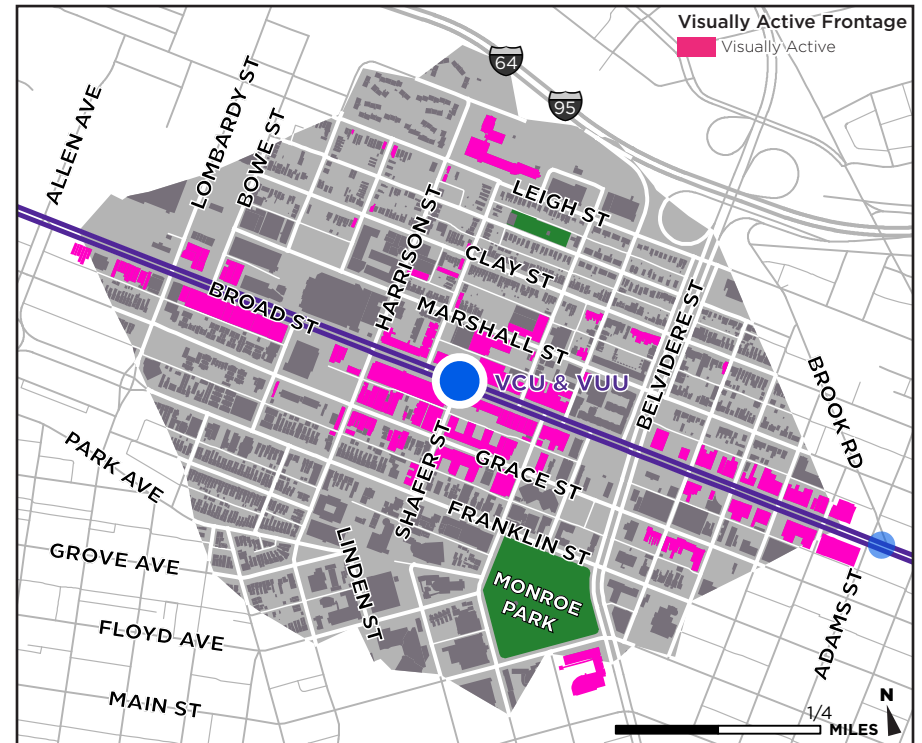 Visually Active Frontage
Visually Active
64
95
ALLEN AVE
LOMBARDY ST
BOWE ST
LEIGH ST
HARRISON ST
CLAY ST
MARSHALL ST
BROAD ST
BELVIDERE ST
VCU & VUU
BROOK RD
PARK AVE
SHAFER ST
GRACE ST
FRANKLIN ST
LINDEN ST
GROVE AVE
MONROE
PARK
FLOYD AVE
ADAMS ST
MAIN ST
N
1/4
MILES